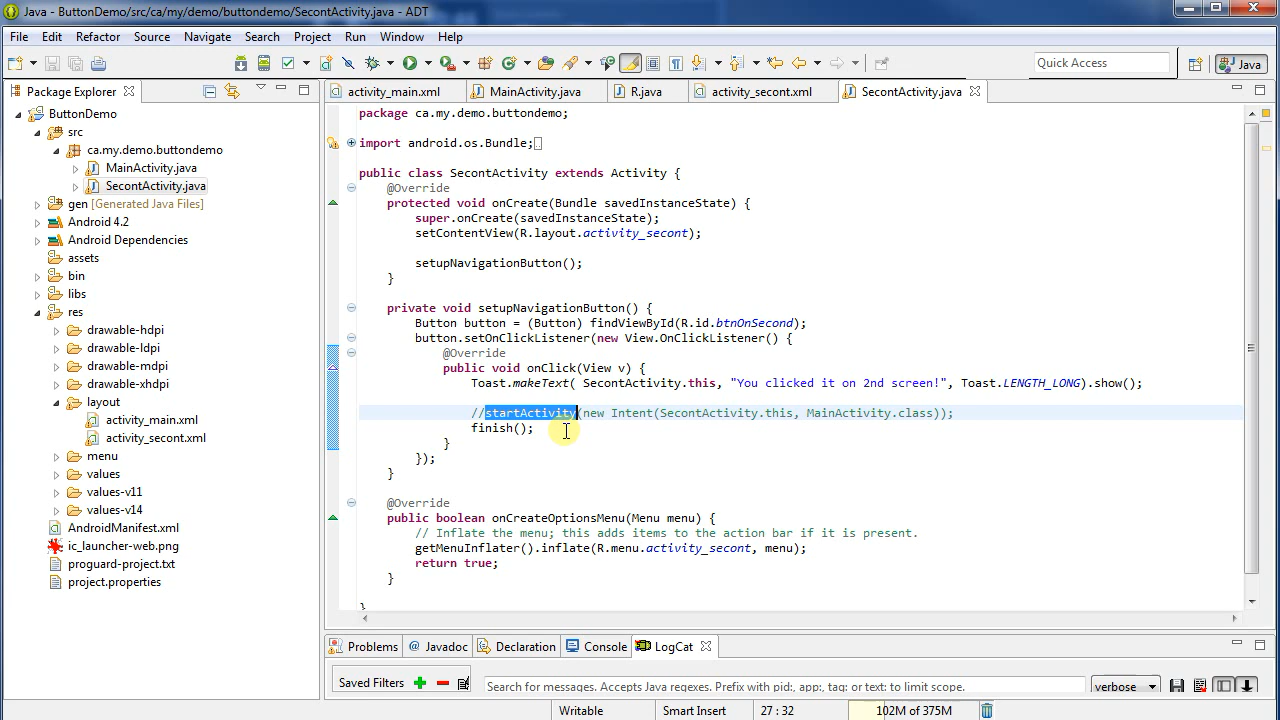 Java - ButtonDemo/src/ca/my/demo/buttondemo/SecontActivity.java - ADT
File Edit Refactor Source Navigate Search Project Run Window Help
Quick Access
Java
Package Explorer
activity_main.xml
MainActivity.java
R.java
activity_secont.xml
SecontActivity.java
ButtonDemo
src
ca.my.demo.buttondemo
MainActivity.java
SecontActivity.java
gen [Generated Java Files]
Android 4.2
Android Dependencies
assets
bin
libs
res
drawable-hdpi
drawable-ldpi
drawable-mdpi
drawable-xhdpi
layout
activity_main.xml
activity_secont.xml
menu
values
values-v11
values-v14
AndroidManifest.xml
ic_launcher-web.png
proguard-project.txt
project.properties
package ca.my.demo.buttondemo;
import android.os.Bundle;
public class SecontActivity extends Activity {
@Override
protected void onCreate(Bundle savedInstanceState) {
super.onCreate(savedInstanceState);
setContentView(R.layout.activity_secont);
setupNavigationButton();
}
private void setupNavigationButton() {
Button button = (Button) findViewById(R.id.btnOnSecond);
button.setOnClickListener(new View.OnClickListener() {
@Override
public void onClick(View v) {
Toast.makeText( SecontActivity.this, "You clicked it on 2nd screen!", Toast.LENGTH_LONG).show();
//startActivity(new Intent(SecontActivity.this, MainActivity.class));
finish();
}
});
}
@Override
public boolean onCreateOptionsMenu(Menu menu) {
// Inflate the menu; this adds items to the action bar if it is present.
getMenuInflater().inflate(R.menu.activity_secont, menu);
return true;
}
}
Problems @ Javadoc Declaration Console LogCat
Saved Filters
Search for messages. Accepts Java regexes. Prefix with pid:, app:, tag: or text: to limit scope.
verbose
Writable
Smart Insert
27 : 32
102M of 375M